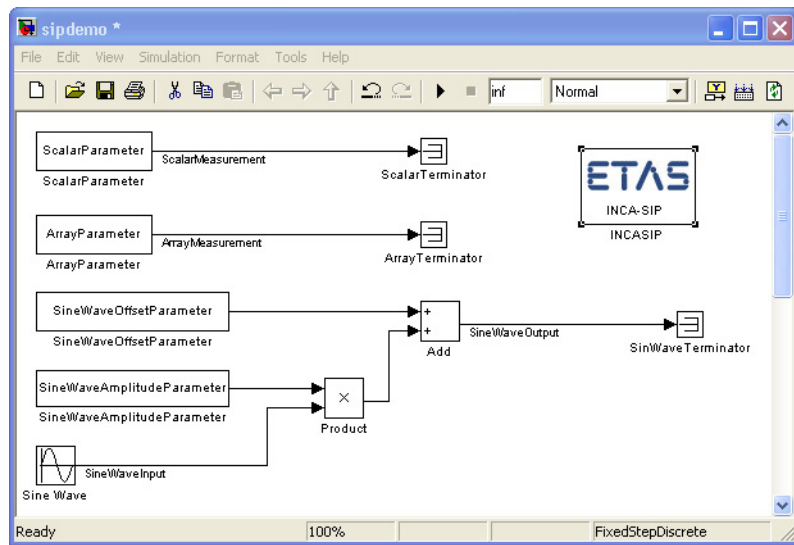 sipdemo *
File Edit View Simulation Format Tools Help
inf Normal
ScalarParameter
ScalarMeasurement
ScalarParameter
ScalarTerminator
ETAS
INCA-SIP
INCASIP
ArrayParameter
ArrayMeasurement
ArrayParameter
ArrayTerminator
SineWaveOffsetParameter
SineWaveOffsetParameter
+
+
Add
SineWaveOutput
SinWaveTerminator
SineWaveAmplitudeParameter
SineWaveAmplitudeParameter
×
Product
SineWaveInput
Sine Wave
Ready 100% FixedStepDiscrete